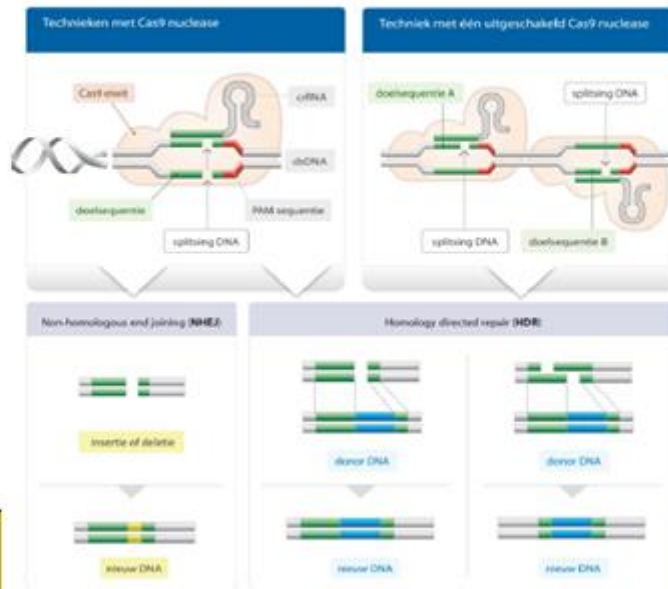 Technieken met Cas9 nuclease
Techniek met één uitgeschakeld Cas9 nuclease
Cas9 eiwit
crRNA
dsDNA
doelsequentie
PAM sequentie
splitsing DNA
doelsequentie A
splitsing DNA
splitsing DNA
doelsequentie B
Non-homologous end joining (NHEJ)
insertie of deletie
nieuw DNA
Homology directed repair (HDR)
donor DNA
donor DNA
nieuw DNA
nieuw DNA